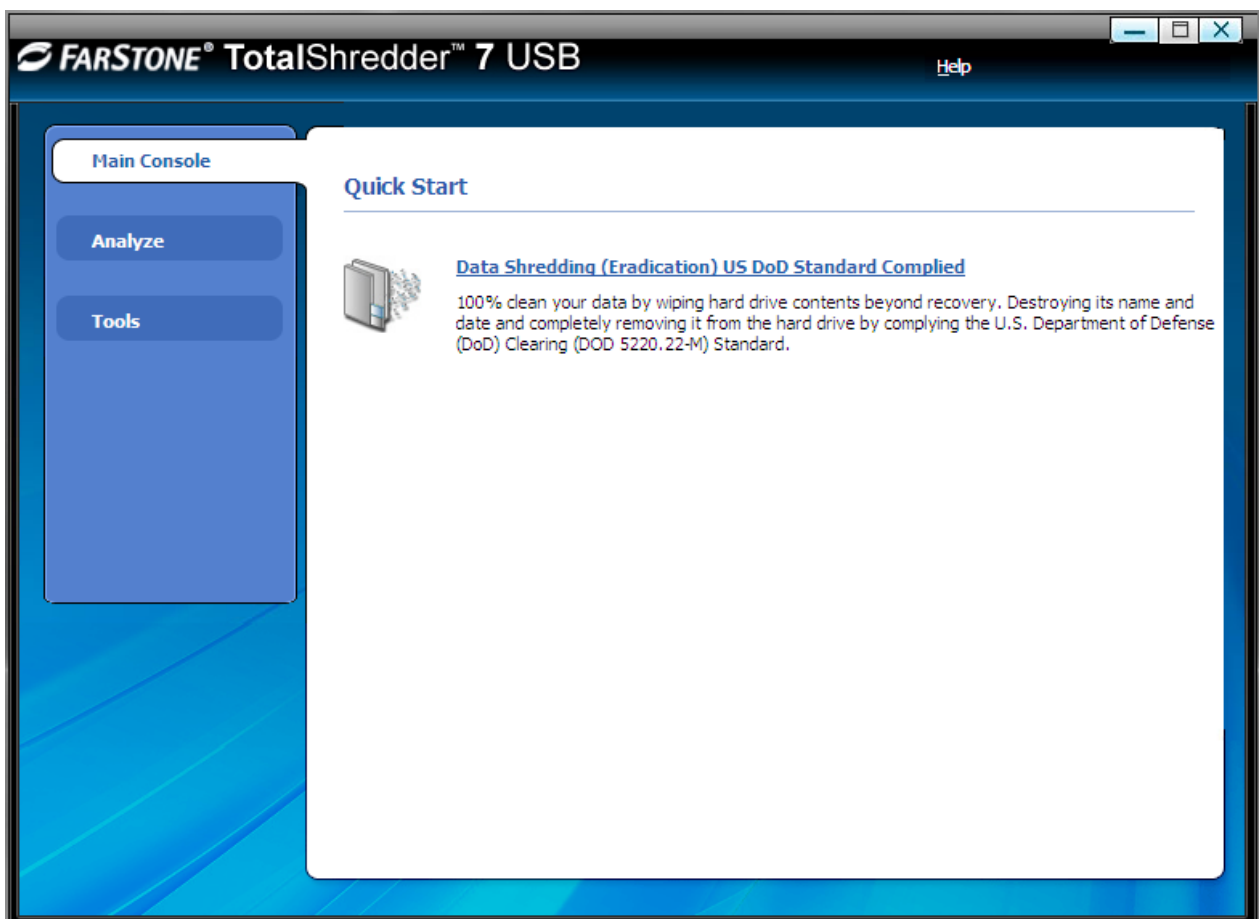 FARSTONE® TotalShredder™ 7 USB
Help
Main Console
Analyze
Tools
Quick Start
Data Shredding (Eradication) US DoD Standard Complied
100% clean your data by wiping hard drive contents beyond recovery. Destroying its name and
date and completely removing it from the hard drive by complying the U.S. Department of Defense
(DoD) Clearing (DOD 5220.22-M) Standard.